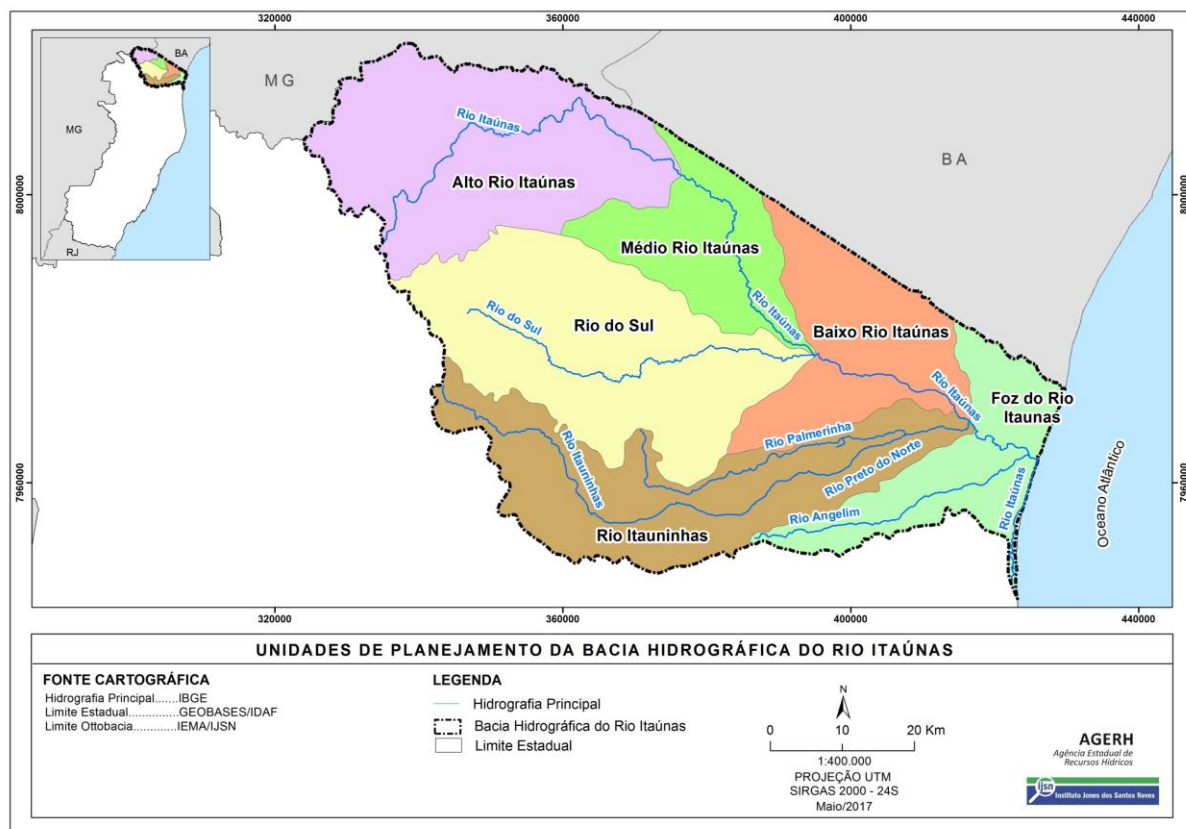 320000
360000
400000
440000
BA
MG
RJ
MG
BA
8000000
8000000
Rio Itaúnas
Alto Rio Itaúnas
Médio Rio Itaúnas
Rio Itaúnas
Rio do Sul
Rio do Sul
Baixo Rio Itaúnas
Rio Itaúnas
Foz do Rio
Itaunas
Rio Palmerinha
Rio Itauninhas
Rio Preto do Norte
7960000
7960000
Rio Angelim
Rio Itauninhas
Rio Itaúnas
Oceano Atlântico
320000
360000
400000
440000
UNIDADES DE PLANEJAMENTO DA BACIA HIDROGRÁFICA DO RIO ITAÚNAS
FONTE CARTOGRÁFICA
Hidrografia Principal.......IBGE
Limite Estadual..............GEOBASES/IDAF
Limite Ottobacia............IEMA/IJSN
LEGENDA
Hidrografia Principal
Bacia Hidrográfica do Rio Itaúnas
Limite Estadual
N
0 10 20 Km
1:400.000
PROJEÇÃO UTM
SIRGAS 2000 - 24S
Maio/2017
AGERH
Agência Estadual de
Recursos Hídricos
ijsn
Instituto Jones dos Santos Neves